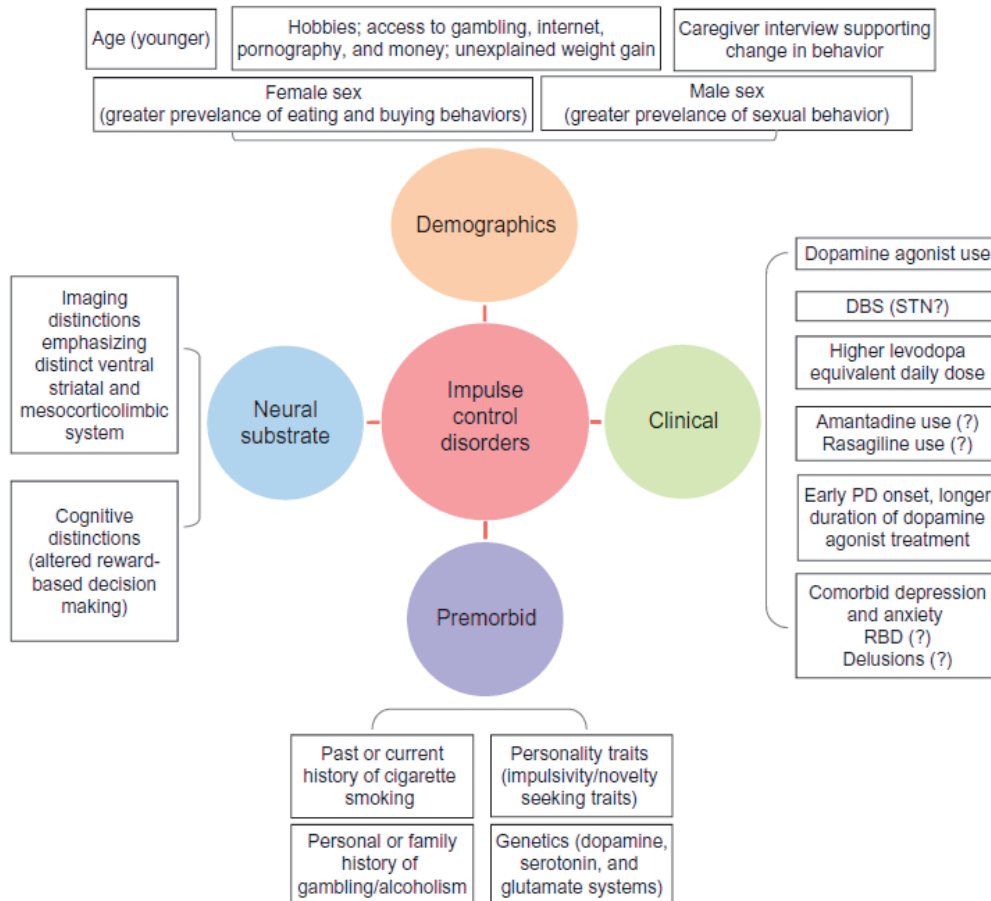 Age (younger)
Hobbies; access to gambling, internet,
pornography, and money; unexplained weight gain
Caregiver interview supporting
change in behavior
Female sex
(greater prevelance of eating and buying behaviors)
Male sex
(greater prevelance of sexual behavior)
Demographics
Imaging
distinctions
emphasizing
distinct ventral
striatal and
mesocorticolimbic
system
Cognitive
distinctions
(altered reward-
based decision
making)
Neural
substrate
Impulse
control
disorders
Clinical
Dopamine agonist use
DBS (STN?)
Higher levodopa
equivalent daily dose
Amantadine use (?)
Rasagiline use (?)
Early PD onset, longer
duration of dopamine
agonist treatment
Comorbid depression
and anxiety
RBD (?)
Delusions (?)
Premorbid
Past or current
history of cigarette
smoking
Personality traits
(impulsivity/novelty
seeking traits)
Personal or family
history of
gambling/alcoholism
Genetics (dopamine,
serotonin, and
glutamate systems)